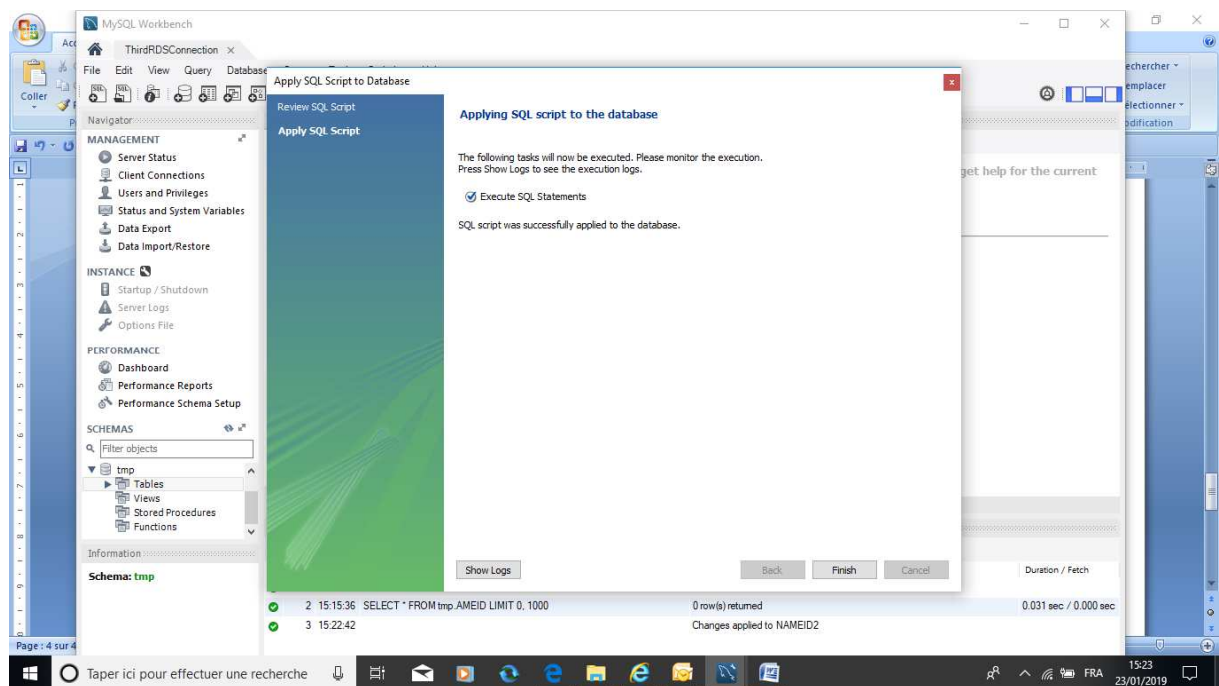 MySQL Workbench
Acc
ThirdRDSConnection ×
File Edit View Query Database
Coller
Navigator
MANAGEMENT
Server Status
Client Connections
Users and Privileges
Status and System Variables
Data Export
Data Import/Restore
INSTANCE
Startup / Shutdown
Server Logs
Options File
PERFORMANCE
Dashboard
Performance Reports
Performance Schema Setup
SCHEMAS
Filter objects
tmp
Tables
Views
Stored Procedures
Functions
Information
Schema: tmp
Apply SQL Script to Database
Review SQL Script
Apply SQL Script
Applying SQL script to the database
The following tasks will now be executed. Please monitor the execution.
Press Show Logs to see the execution logs.
Execute SQL Statements
SQL script was successfully applied to the database.
Show Logs Back Finish Cancel
echercher
emplacer
électionner
odification
get help for the current
Duration / Fetch
2 15:15:36 SELECT * FROM tmp.AMEID LIMIT 0, 1000 0 row(s) returned 0.031 sec / 0.000 sec
3 15:22:42 Changes applied to NAMEID2
Page : 4 sur 4
Taper ici pour effectuer une recherche
FRA
15:23
23/01/2019